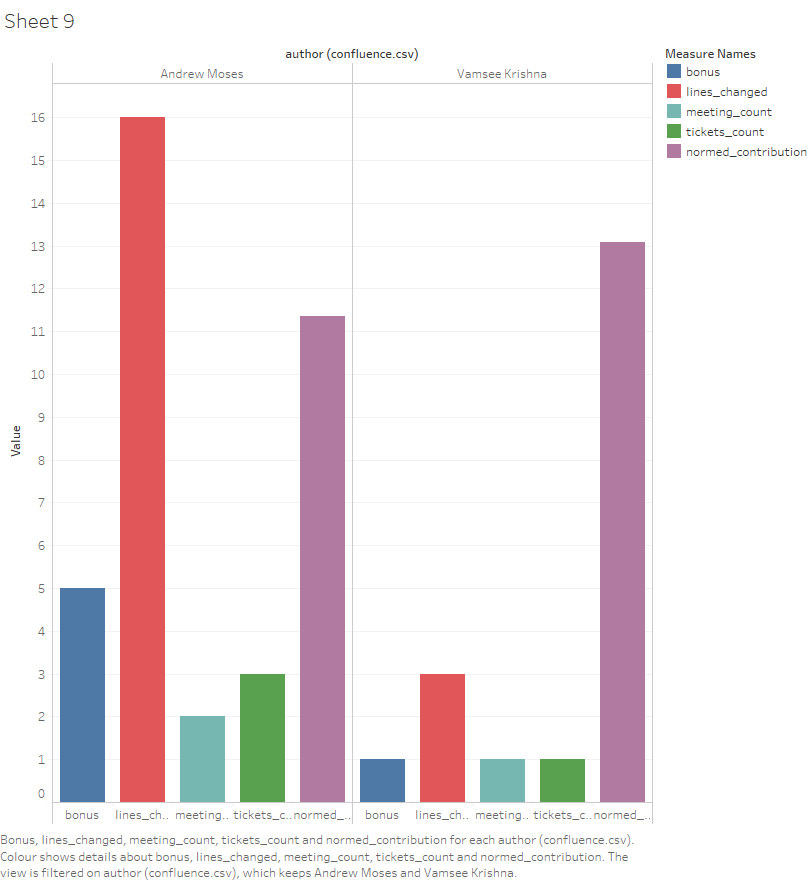 Sheet 9
author (confluence.csv)
Andrew Moses
Vamsee Krishna
Measure Names
bonus
lines_changed
meeting_count
tickets_count
normed_contribution
Value
16
15
14
13
12
11
10
9
8
7
6
5
4
3
2
1
0
bonus lines_ch.. meeting.. tickets_c.. normed_.. bonus lines_ch.. meeting.. tickets_c.. normed_..
Bonus, lines_changed, meeting_count, tickets_count and normed_contribution for each author (confluence.csv).
Colour shows details about bonus, lines_changed, meeting_count, tickets_count and normed_contribution. The
view is filtered on author (confluence.csv), which keeps Andrew Moses and Vamsee Krishna.